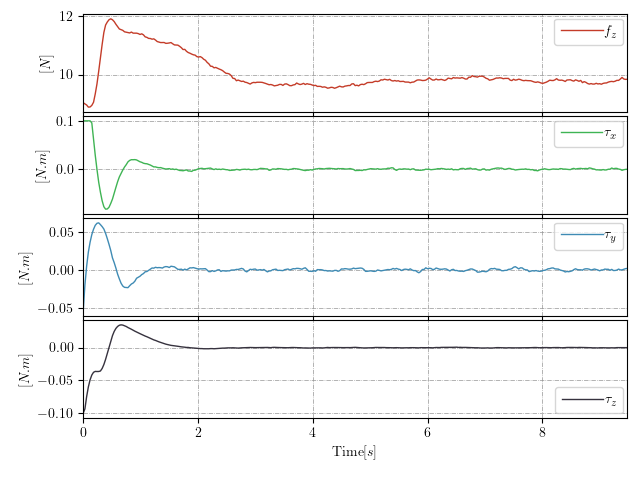 12
10
[N]
f_z
0.1
0.0
[N.m]
τ_x
0.05
0.00
−0.05
[N.m]
τ_y
0.00
−0.05
−0.10
[N.m]
τ_z
0 2 4 6 8
Time[s]